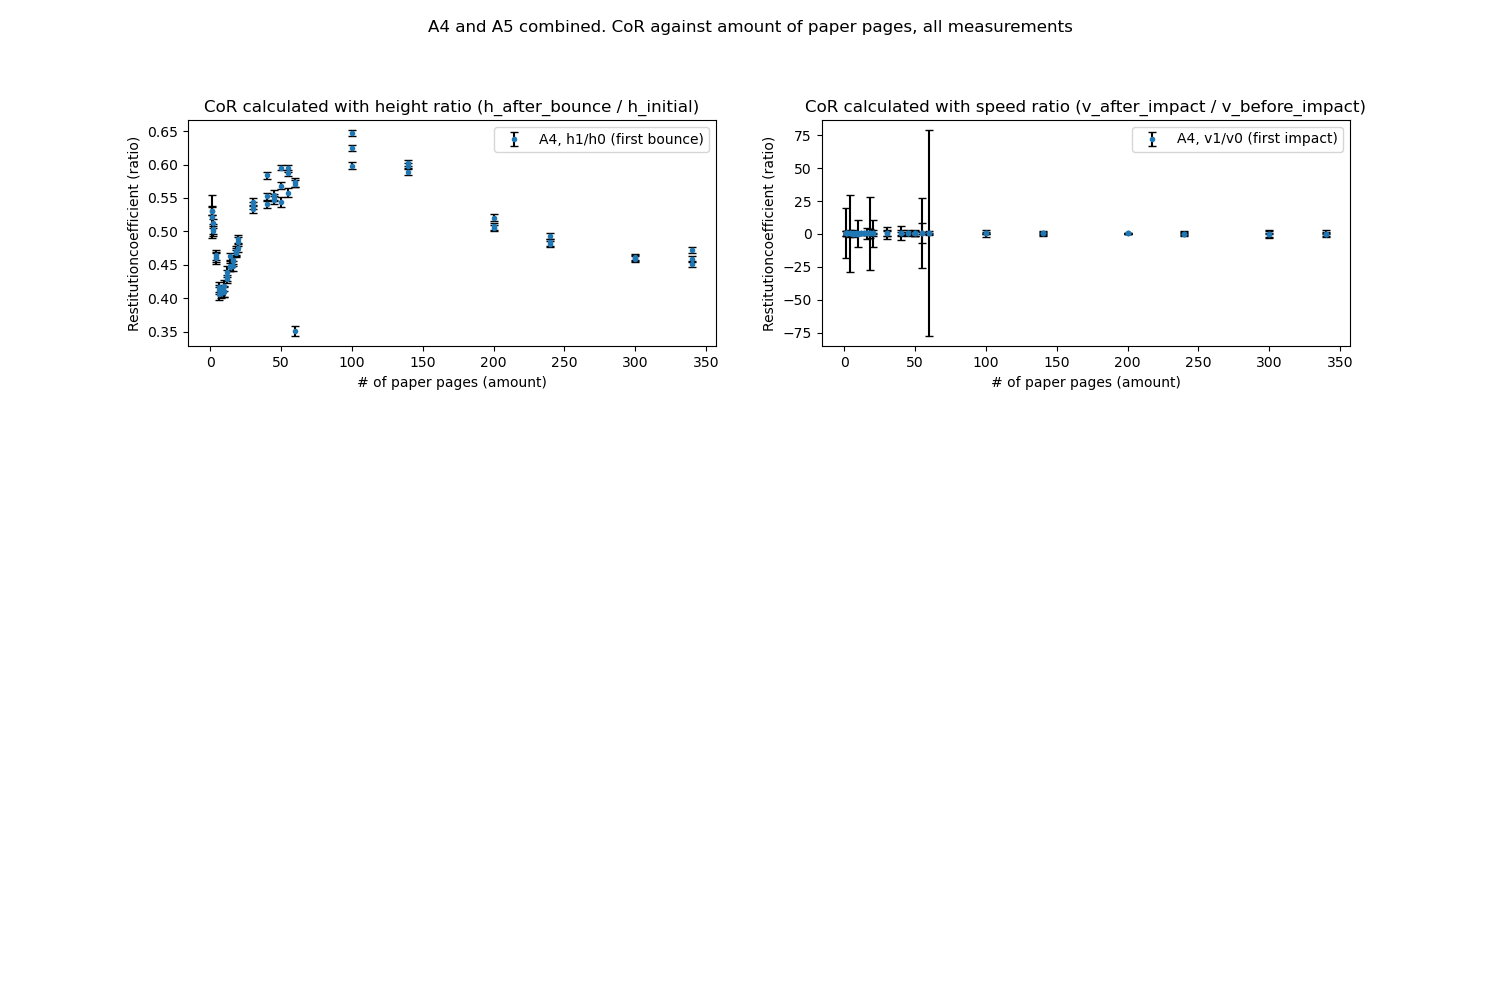 A4 and A5 combined. CoR against amount of paper pages, all measurements
CoR calculated with height ratio (h_after_bounce / h_initial)
Restitutioncoefficient (ratio)
0.65
0.60
0.55
0.50
0.45
0.40
0.35
A4, h1/h0 (first bounce)
0 50 100 150 200 250 300 350
# of paper pages (amount)
CoR calculated with speed ratio (v_after_impact / v_before_impact)
Restitutioncoefficient (ratio)
75
50
25
0
−25
−50
−75
A4, v1/v0 (first impact)
0 50 100 150 200 250 300 350
# of paper pages (amount)